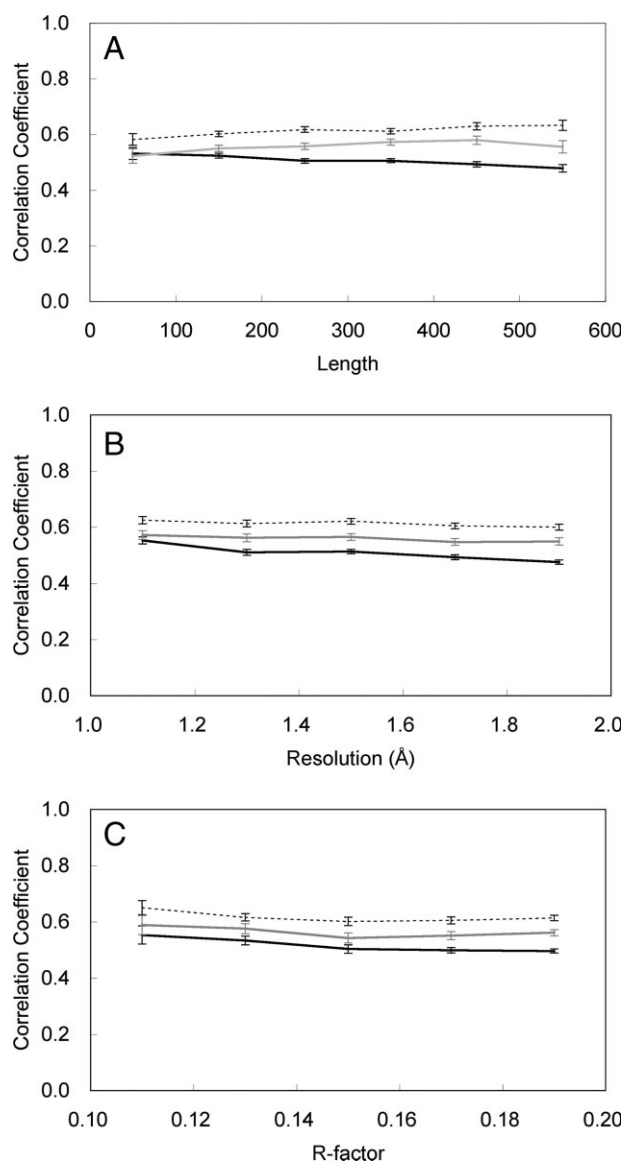 A
Correlation Coefficient
1.0
0.8
0.6
0.4
0.2
0.0
0 100 200 300 400 500 600
Length
B
Correlation Coefficient
1.0
0.8
0.6
0.4
0.2
0.0
1.0 1.2 1.4 1.6 1.8 2.0
Resolution (Å)
C
Correlation Coefficient
1.0
0.8
0.6
0.4
0.2
0.0
0.10 0.12 0.14 0.16 0.18 0.20
R-factor